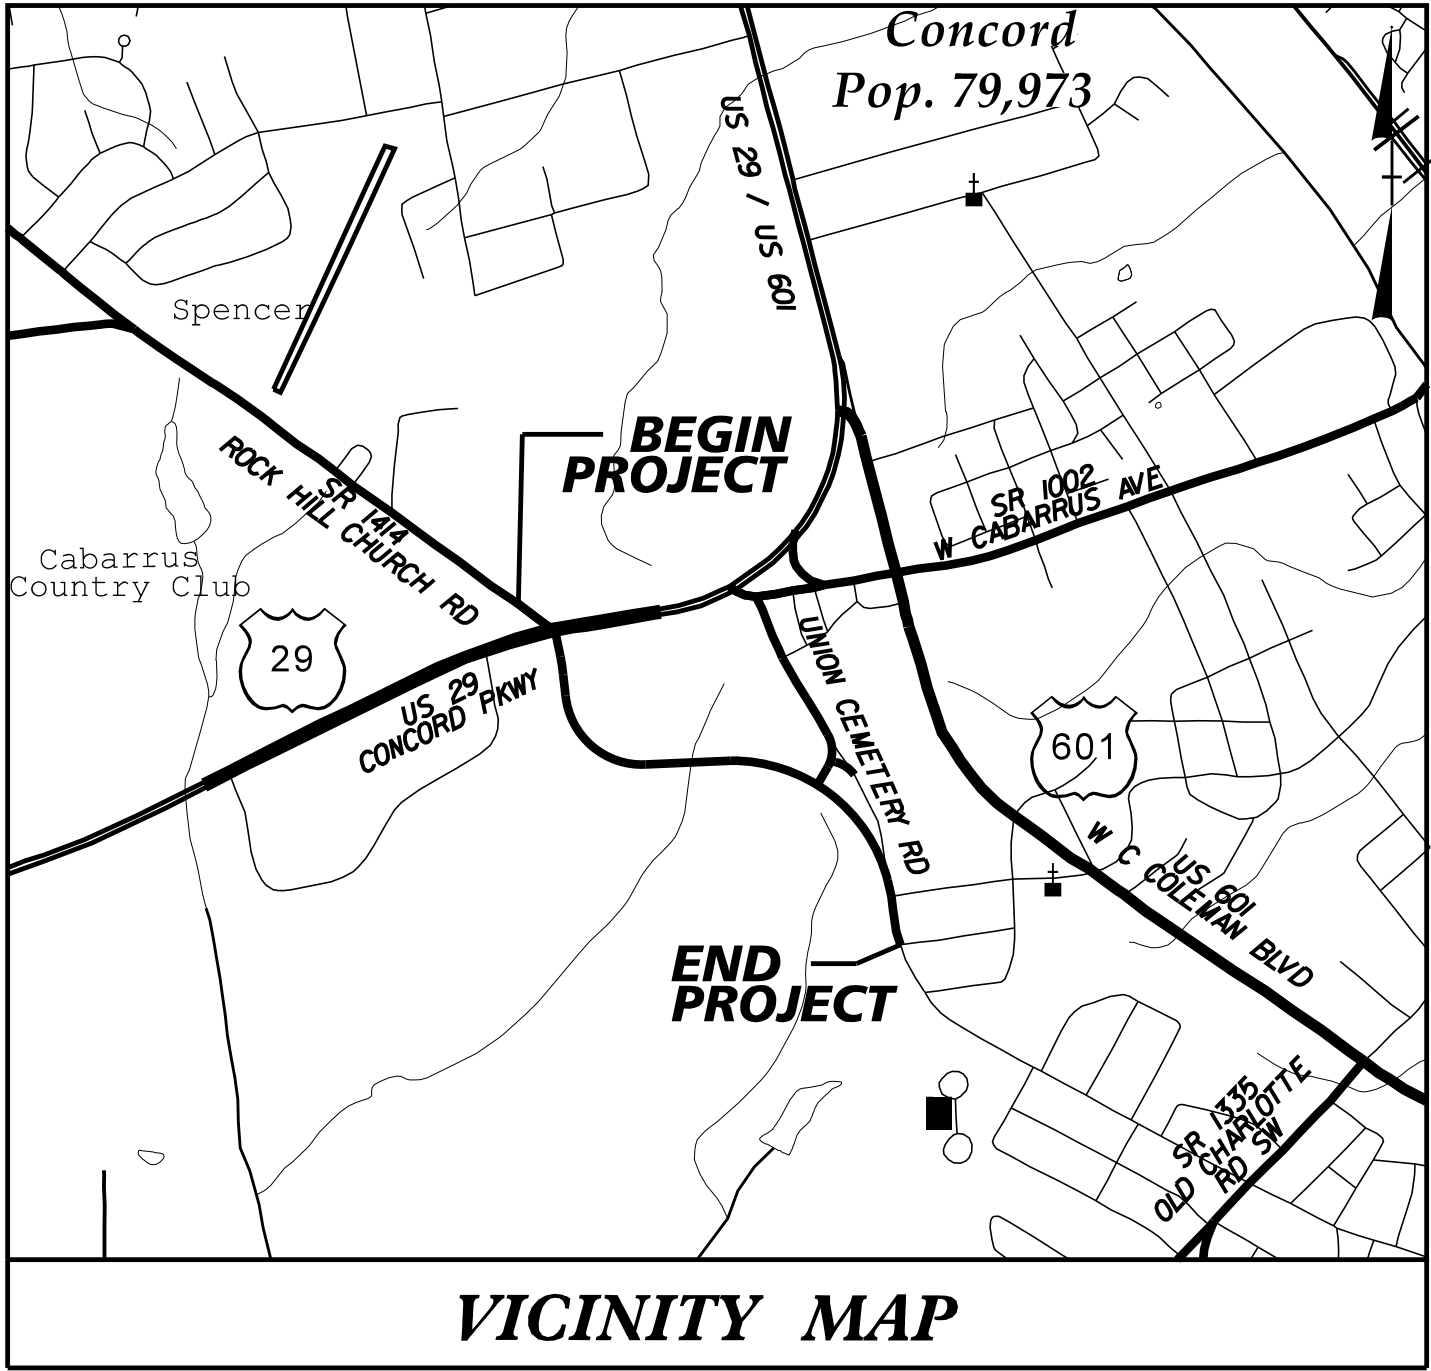 Concord
Pop. 79,973
US 29 / US 601
Spencer
BEGIN
PROJECT
SR 1414
ROCK HILL CHURCH RD
SR 1002
W CABARRUS AVE
Cabarrus
Country Club
29
US 29
CONCORD PKWY
UNION CEMETERY RD
601
US 601
W C COLEMAN BLVD
END
PROJECT
SR 1335
OLD CHARLOTTE
RD SW
VICINITY MAP